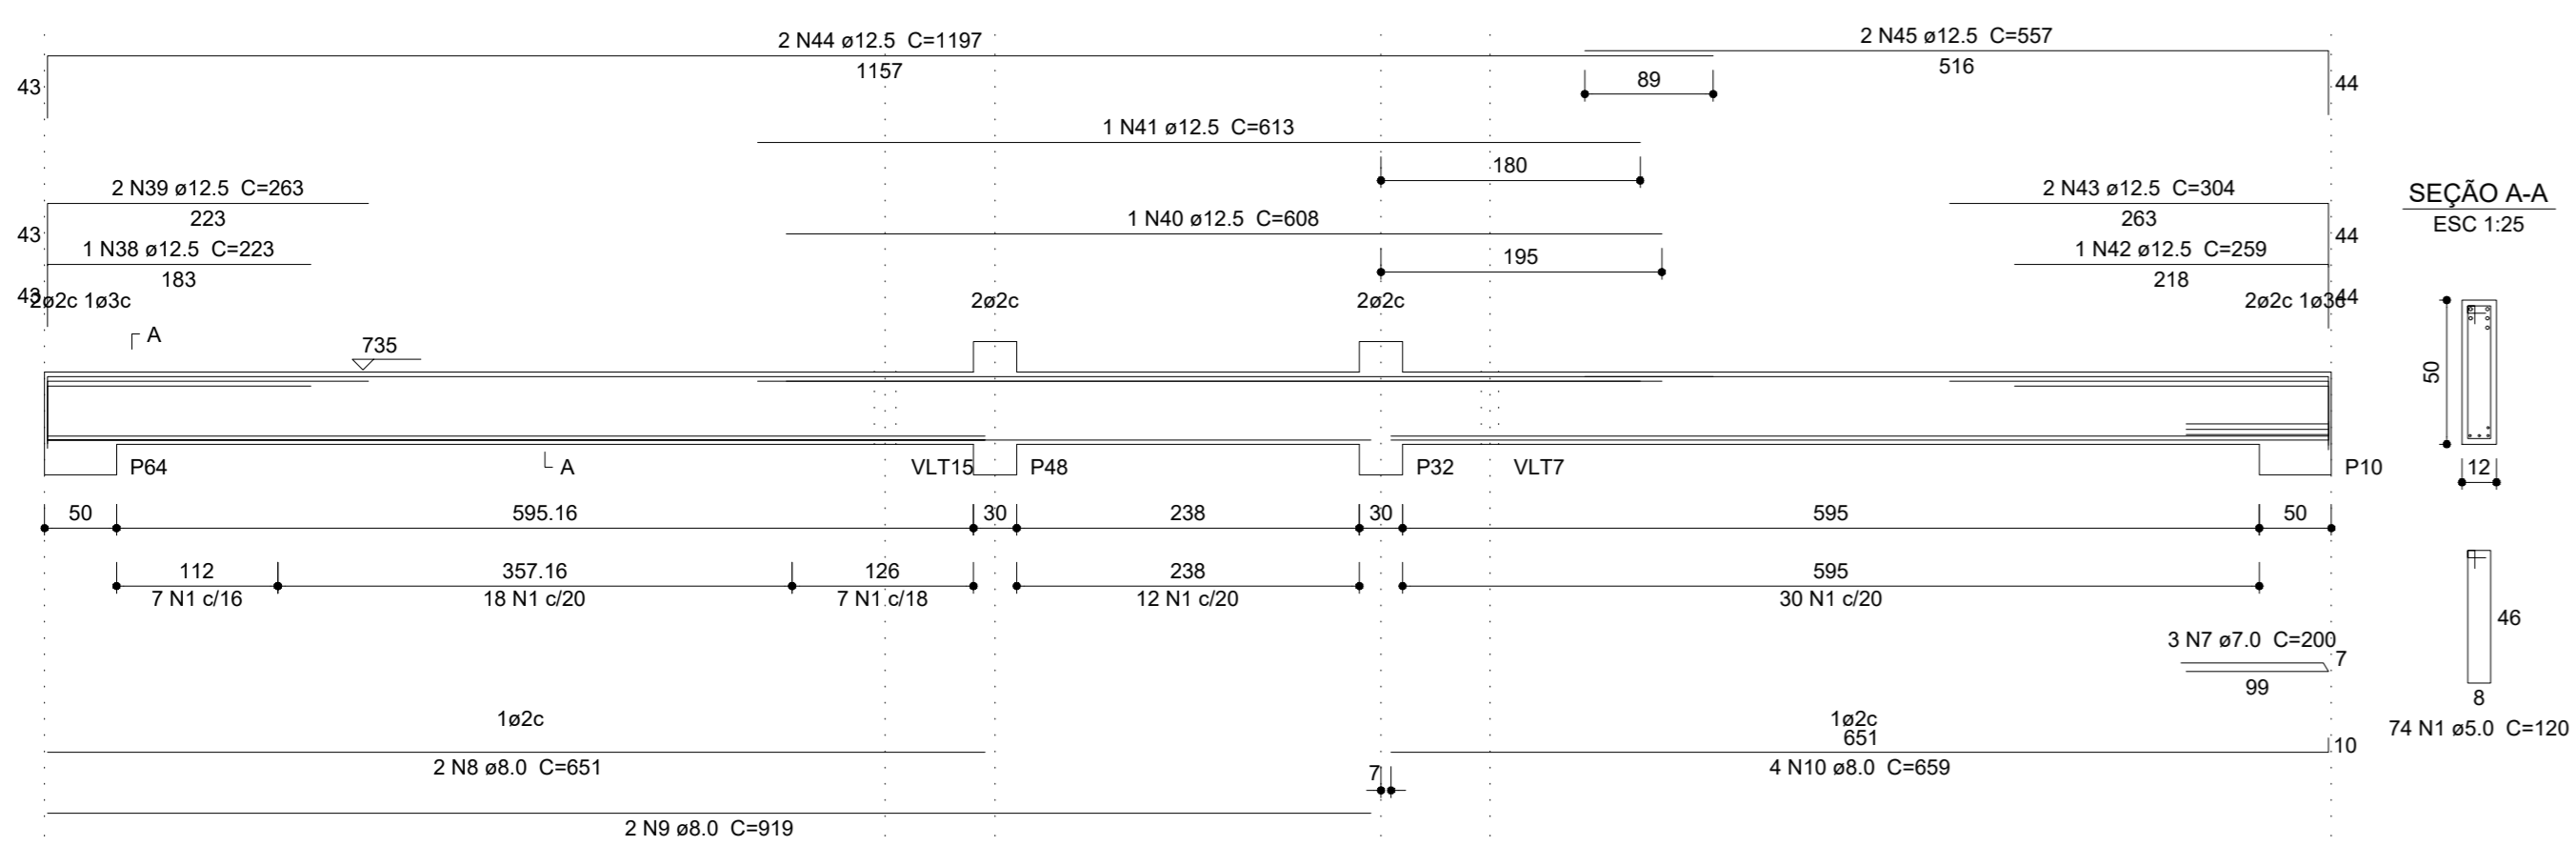 2 N44 ø12.5 C=1197
1157
43
2 N45 ø12.5 C=557
516
89
44
1 N41 ø12.5 C=613
180
2 N39 ø12.5 C=263
223
43
1 N40 ø12.5 C=608
195
2 N43 ø12.5 C=304
263
44
1 N38 ø12.5 C=223
183
43
1 N42 ø12.5 C=259
218
44
2ø2c 1ø3c
2ø2c
2ø2c
2ø2c 1ø3c
SEÇÃO A-A
ESC 1:25
A
735
50
12
P64
A
VLT15
P48
P32
VLT7
P10
50
595.16
30
238
30
595
50
112
357.16
126
238
595
7 N1 c/16
18 N1 c/20
7 N1 c/18
12 N1 c/20
30 N1 c/20
46
8
74 N1 ø5.0 C=120
3 N7 ø7.0 C=200
7
99
1ø2c
2 N8 ø8.0 C=651
1ø2c
651
10
4 N10 ø8.0 C=659
7
2 N9 ø8.0 C=919